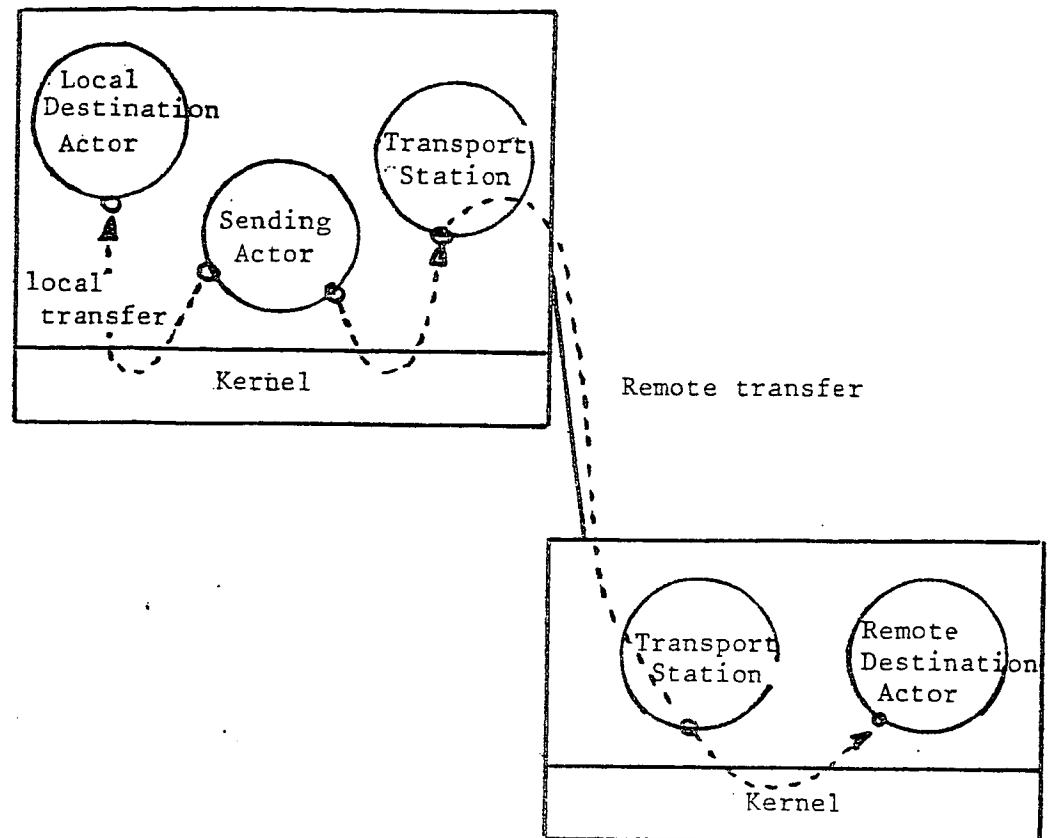 Local
Destination
Actor
Transport
Station
Sending
Actor
local
transfer
Kernel
Remote transfer
Transport
Station
Remote
Destination
Actor
Kernel